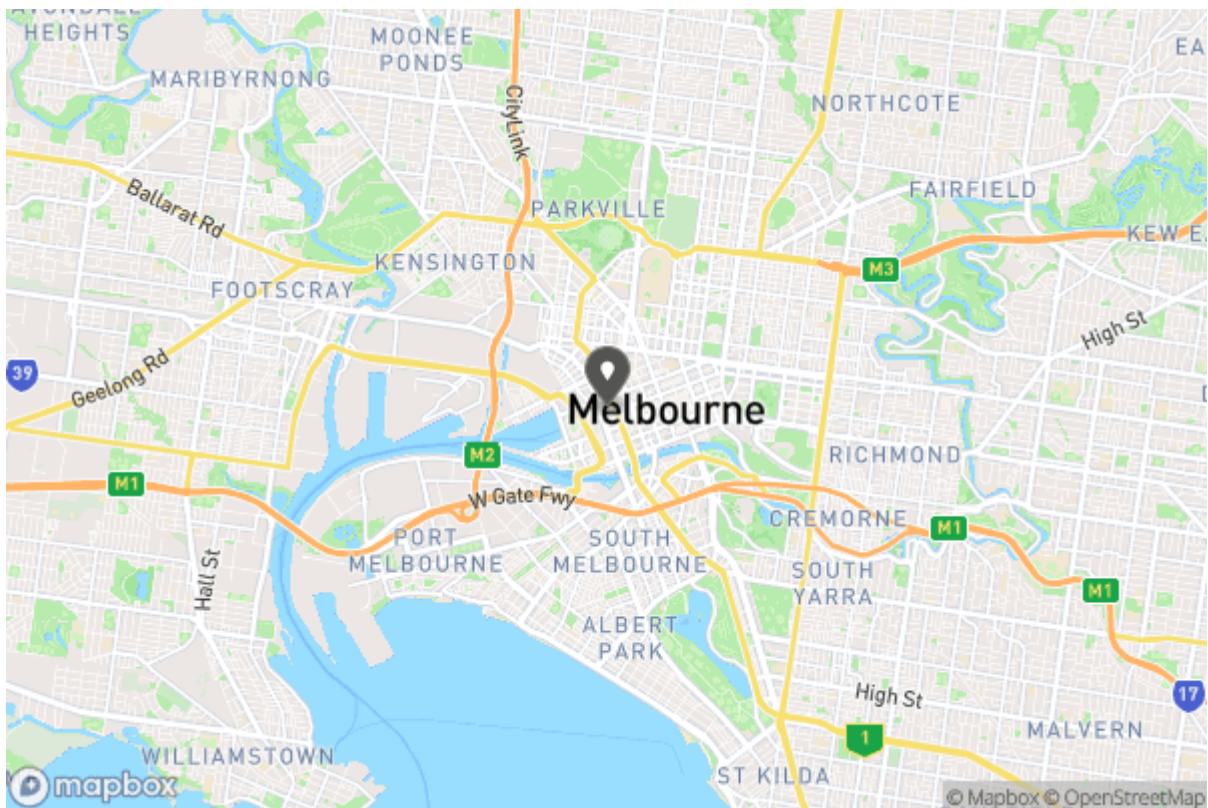 AVONDALE
HEIGHTS
MOONEE
PONDS
MARIBYRNONG
CityLink
NORTHCOTE
EA
Ballarat Rd
PARKVILLE
FAIRFIELD
KEW EA
KENSINGTON
M3
FOOTSCRAY
High St
39
Geelong Rd
Melbourne
D
M2
RICHMOND
M1
W Gate Fwy
CREMORNE
M1
PORT
MELBOURNE
SOUTH
MELBOURNE
Hall St
SOUTH
YARRA
M1
ALBERT
PARK
High St
17
1
MALVERN
WILLIAMSTOWN
ST KILDA
mapbox
© Mapbox © OpenStreetMap